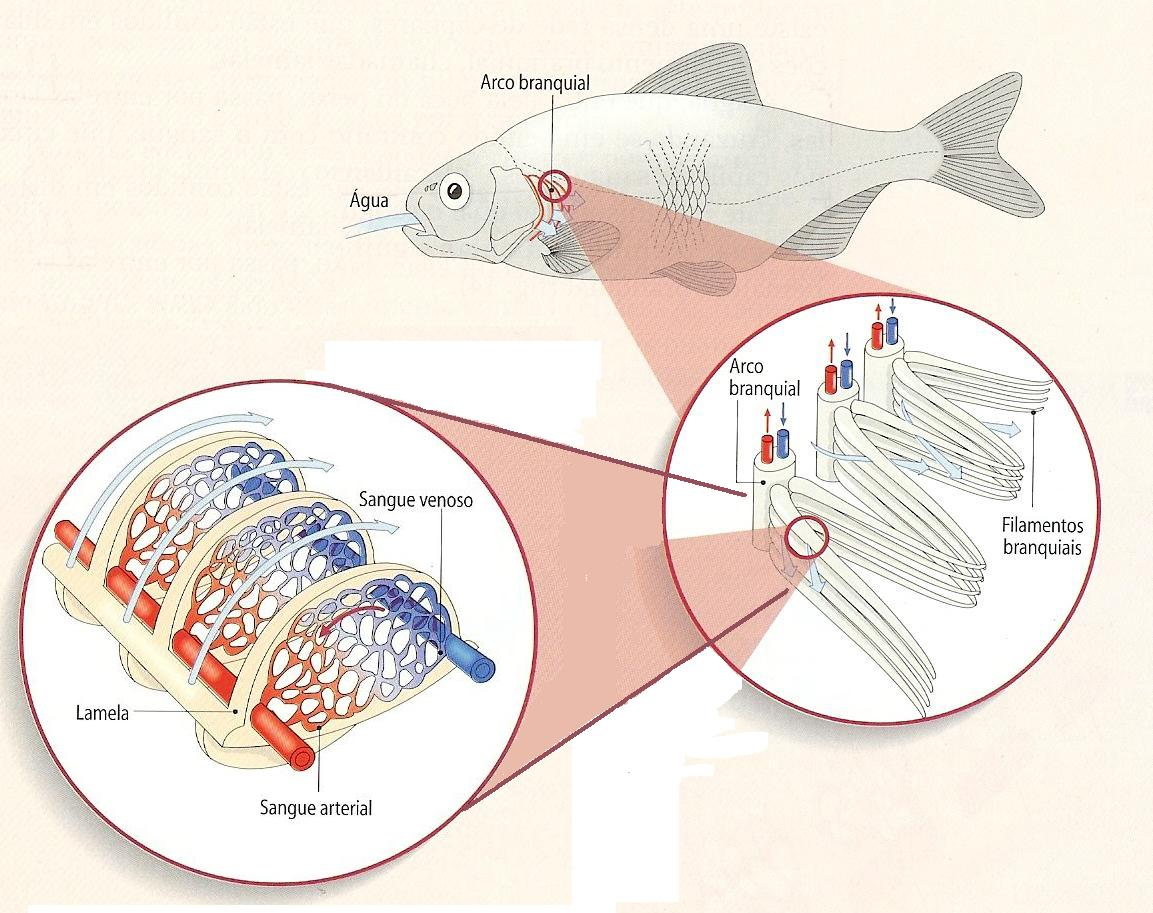 Arco branquial
Água
Arco
branquial
Filamentos
branquiais
Sangue venoso
Lamela
Sangue arterial